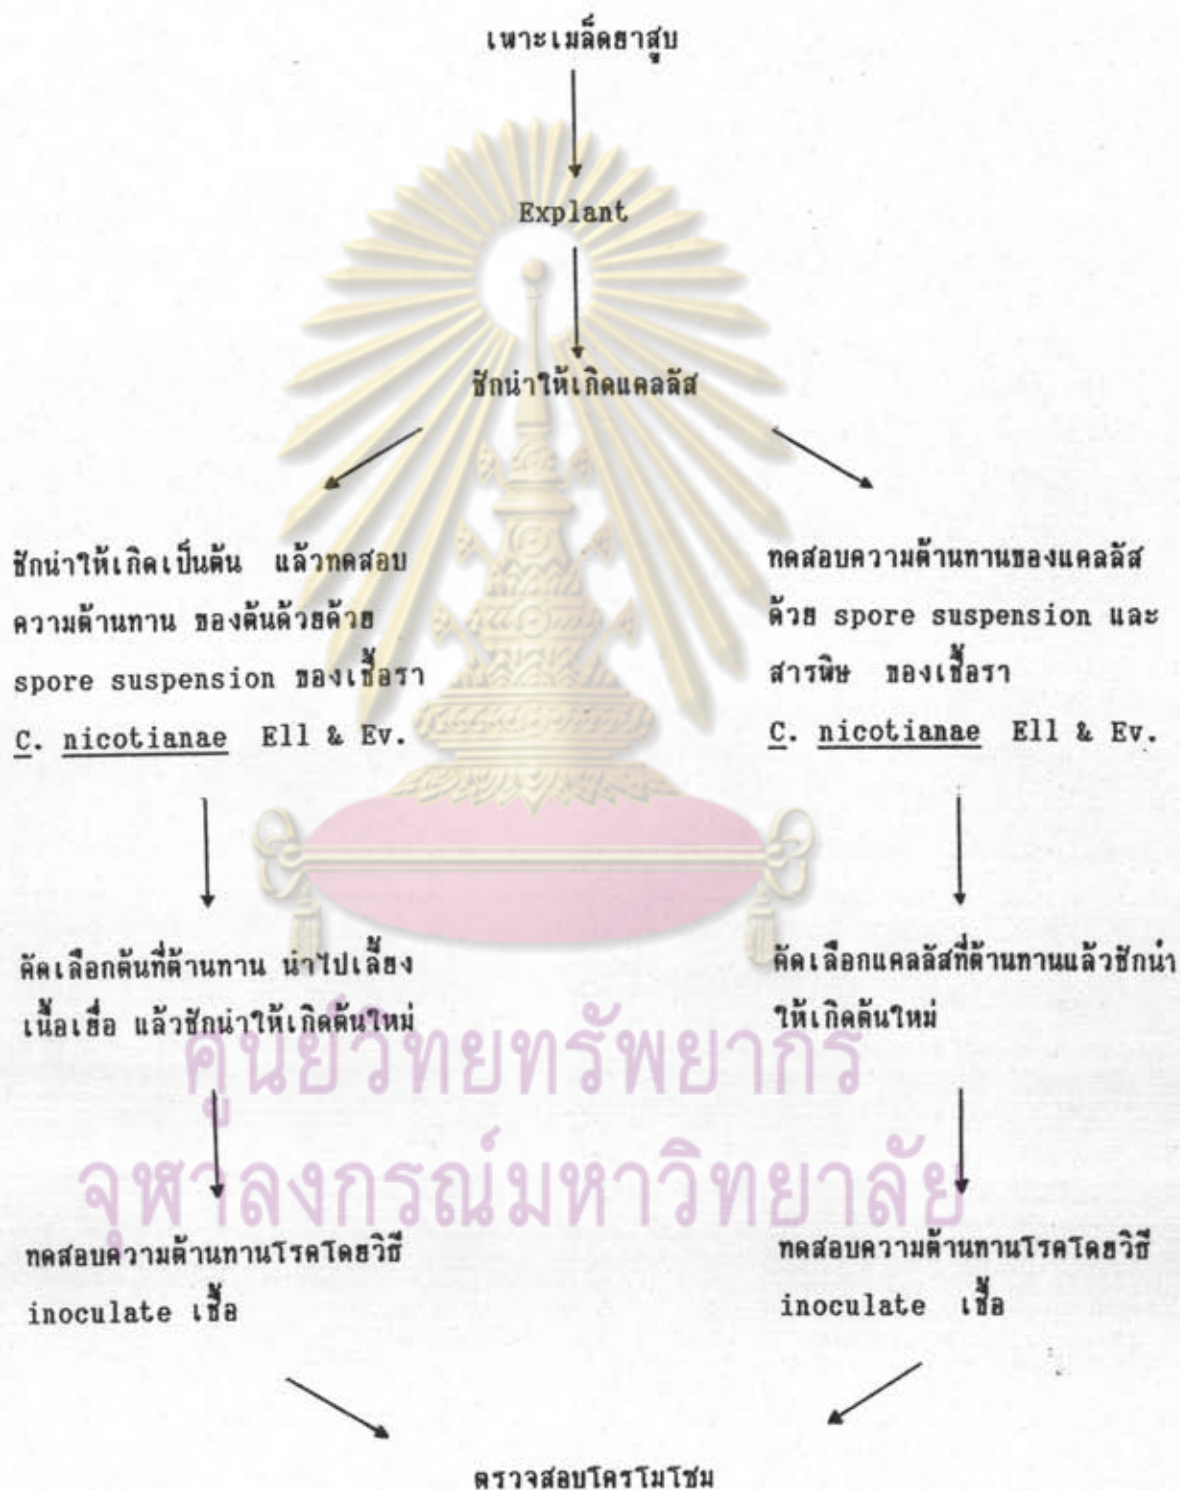 เพาะเมล็ดยาสูบ
Explant
ชักนำให้เกิดแคลลัส
ชักนำให้เกิดเป็นต้น แล้วทดสอบ
ความต้านทาน ของต้นด้วยด้วย
spore suspension ของเชื้อรา
C. nicotianae Ell & Ev.
ทดสอบความต้านทานของแคลลัส
ด้วย spore suspension และ
สารพิษ ของเชื้อรา
C. nicotianae Ell & Ev.
คัดเลือกต้นที่ต้านทาน นำไปเลี้ยง
เนื้อเยื่อ แล้วชักนำให้เกิดต้นใหม่
คัดเลือกแคลลัสที่ต้านทานแล้วชักนำ
ให้เกิดต้นใหม่
ศูนย์วิทยทรัพยากร
จุฬาลงกรณ์มหาวิทยาลัย
ทดสอบความต้านทานโรคโดยวิธี
inoculate เชื้อ
ทดสอบความต้านทานโรคโดยวิธี
inoculate เชื้อ
ตรวจสอบโครโมโซม